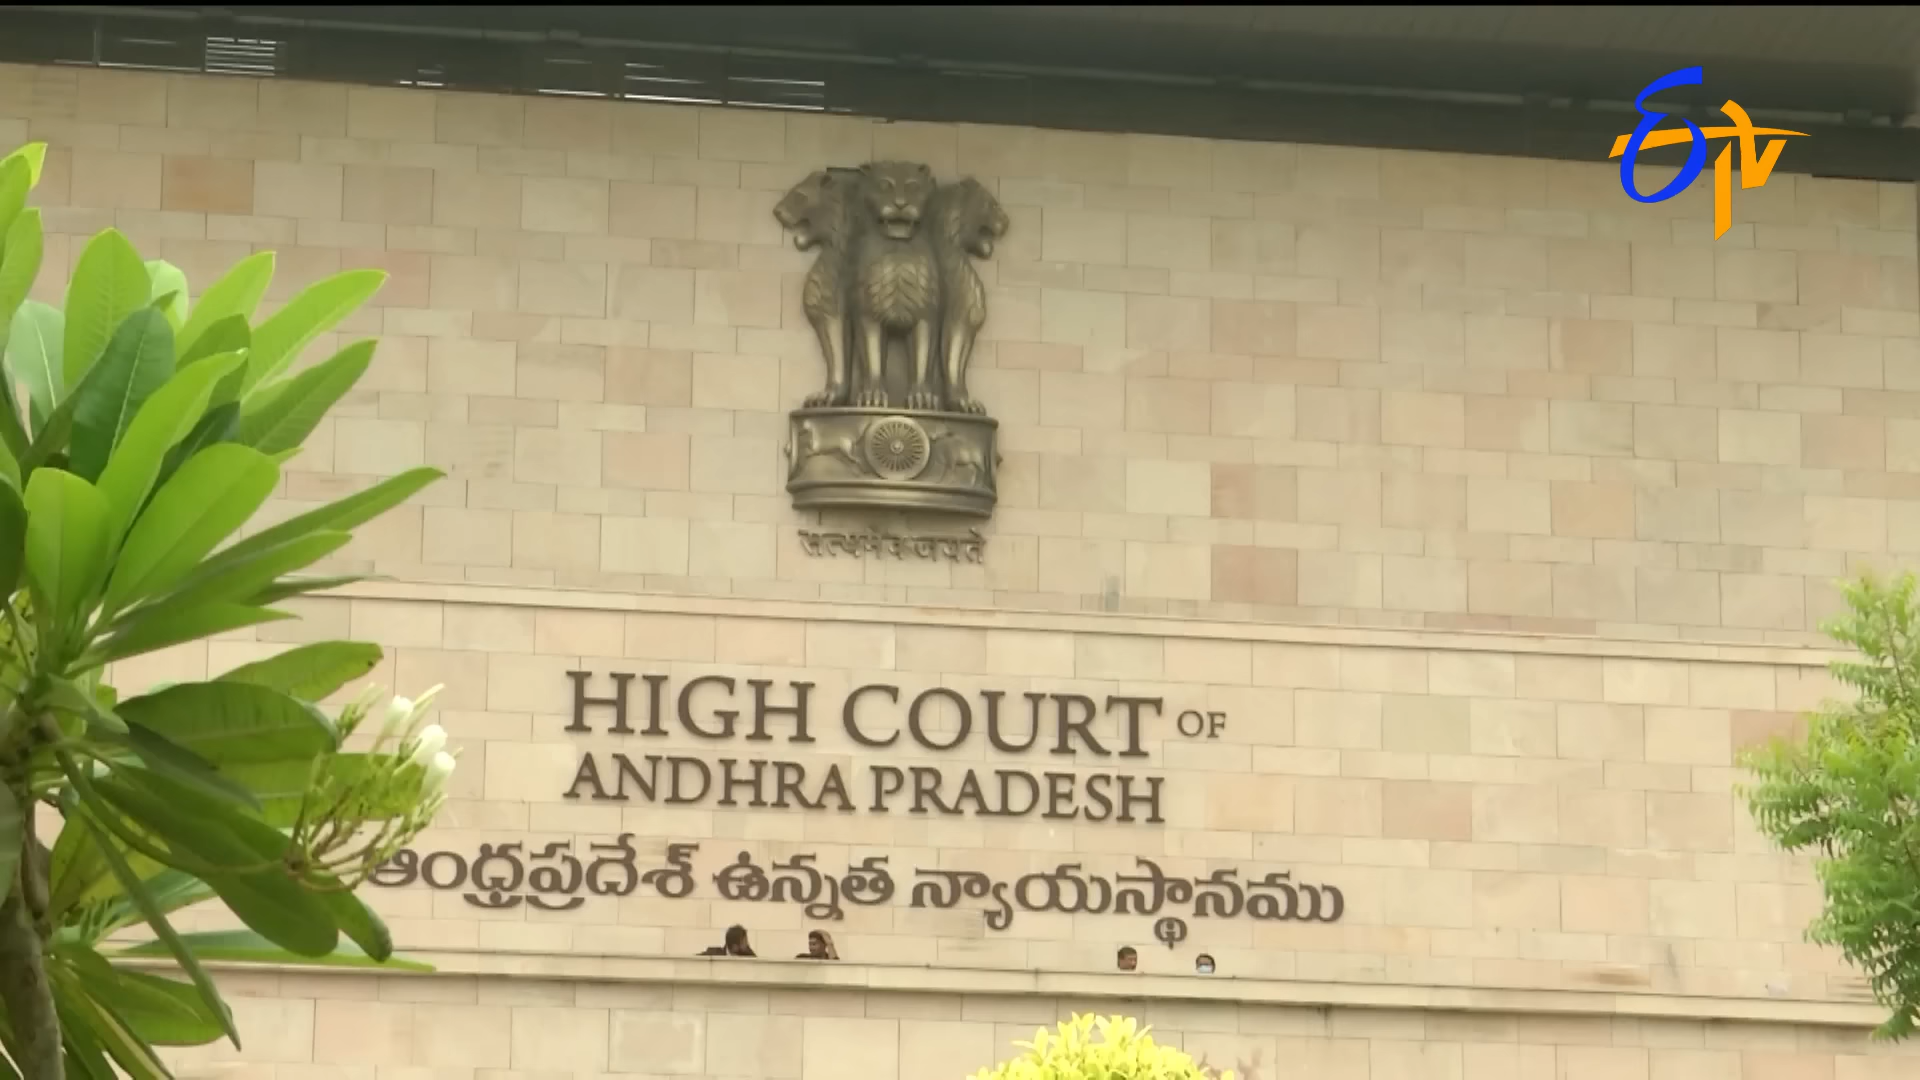 ETV
सत्यमेव जयते
HIGH COURT OF
ANDHRA PRADESH
ఆంధ్రప్రదేశ్ ఉన్నత న్యాయస్థానము